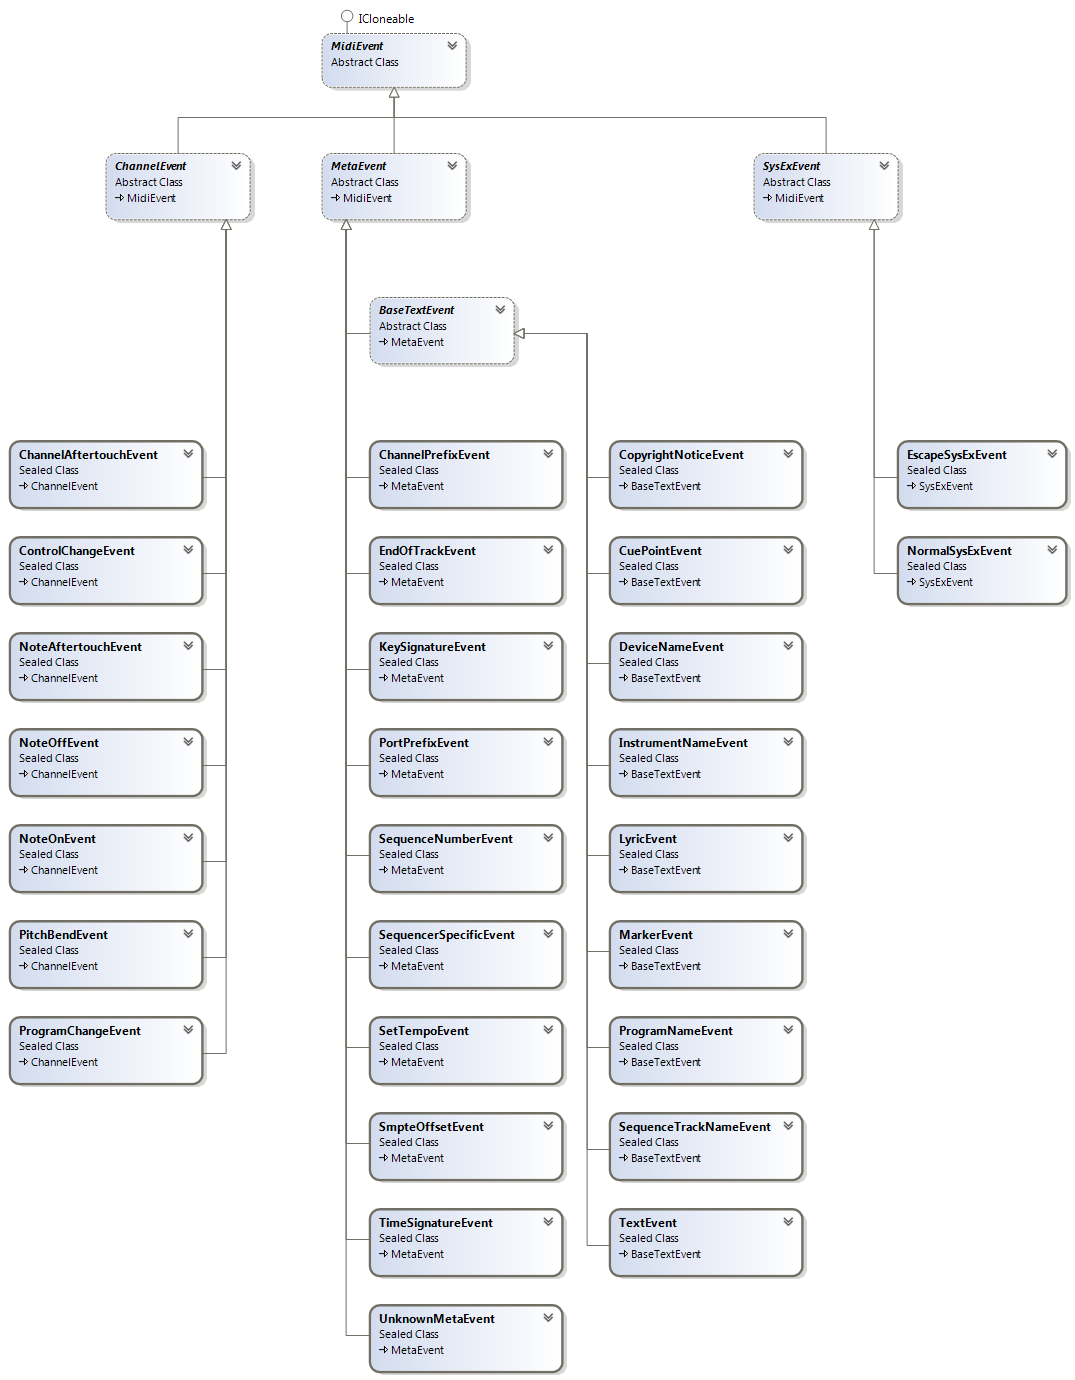 ICloneable
MidiEvent
Abstract Class
ChannelEvent
Abstract Class
MidiEvent
MetaEvent
Abstract Class
MidiEvent
SysExEvent
Abstract Class
MidiEvent
BaseTextEvent
Abstract Class
MetaEvent
ChannelAftertouchEvent
Sealed Class
ChannelEvent
ControlChangeEvent
Sealed Class
ChannelEvent
NoteAftertouchEvent
Sealed Class
ChannelEvent
NoteOffEvent
Sealed Class
ChannelEvent
NoteOnEvent
Sealed Class
ChannelEvent
PitchBendEvent
Sealed Class
ChannelEvent
ProgramChangeEvent
Sealed Class
ChannelEvent
ChannelPrefixEvent
Sealed Class
MetaEvent
EndOfTrackEvent
Sealed Class
MetaEvent
KeySignatureEvent
Sealed Class
MetaEvent
PortPrefixEvent
Sealed Class
MetaEvent
SequenceNumberEvent
Sealed Class
MetaEvent
SequencerSpecificEvent
Sealed Class
MetaEvent
SetTempoEvent
Sealed Class
MetaEvent
SmpteOffsetEvent
Sealed Class
MetaEvent
TimeSignatureEvent
Sealed Class
MetaEvent
UnknownMetaEvent
Sealed Class
MetaEvent
CopyrightNoticeEvent
Sealed Class
BaseTextEvent
CuePointEvent
Sealed Class
BaseTextEvent
DeviceNameEvent
Sealed Class
BaseTextEvent
InstrumentNameEvent
Sealed Class
BaseTextEvent
LyricEvent
Sealed Class
BaseTextEvent
MarkerEvent
Sealed Class
BaseTextEvent
ProgramNameEvent
Sealed Class
BaseTextEvent
SequenceTrackNameEvent
Sealed Class
BaseTextEvent
TextEvent
Sealed Class
BaseTextEvent
EscapeSysExEvent
Sealed Class
SysExEvent
NormalSysExEvent
Sealed Class
SysExEvent